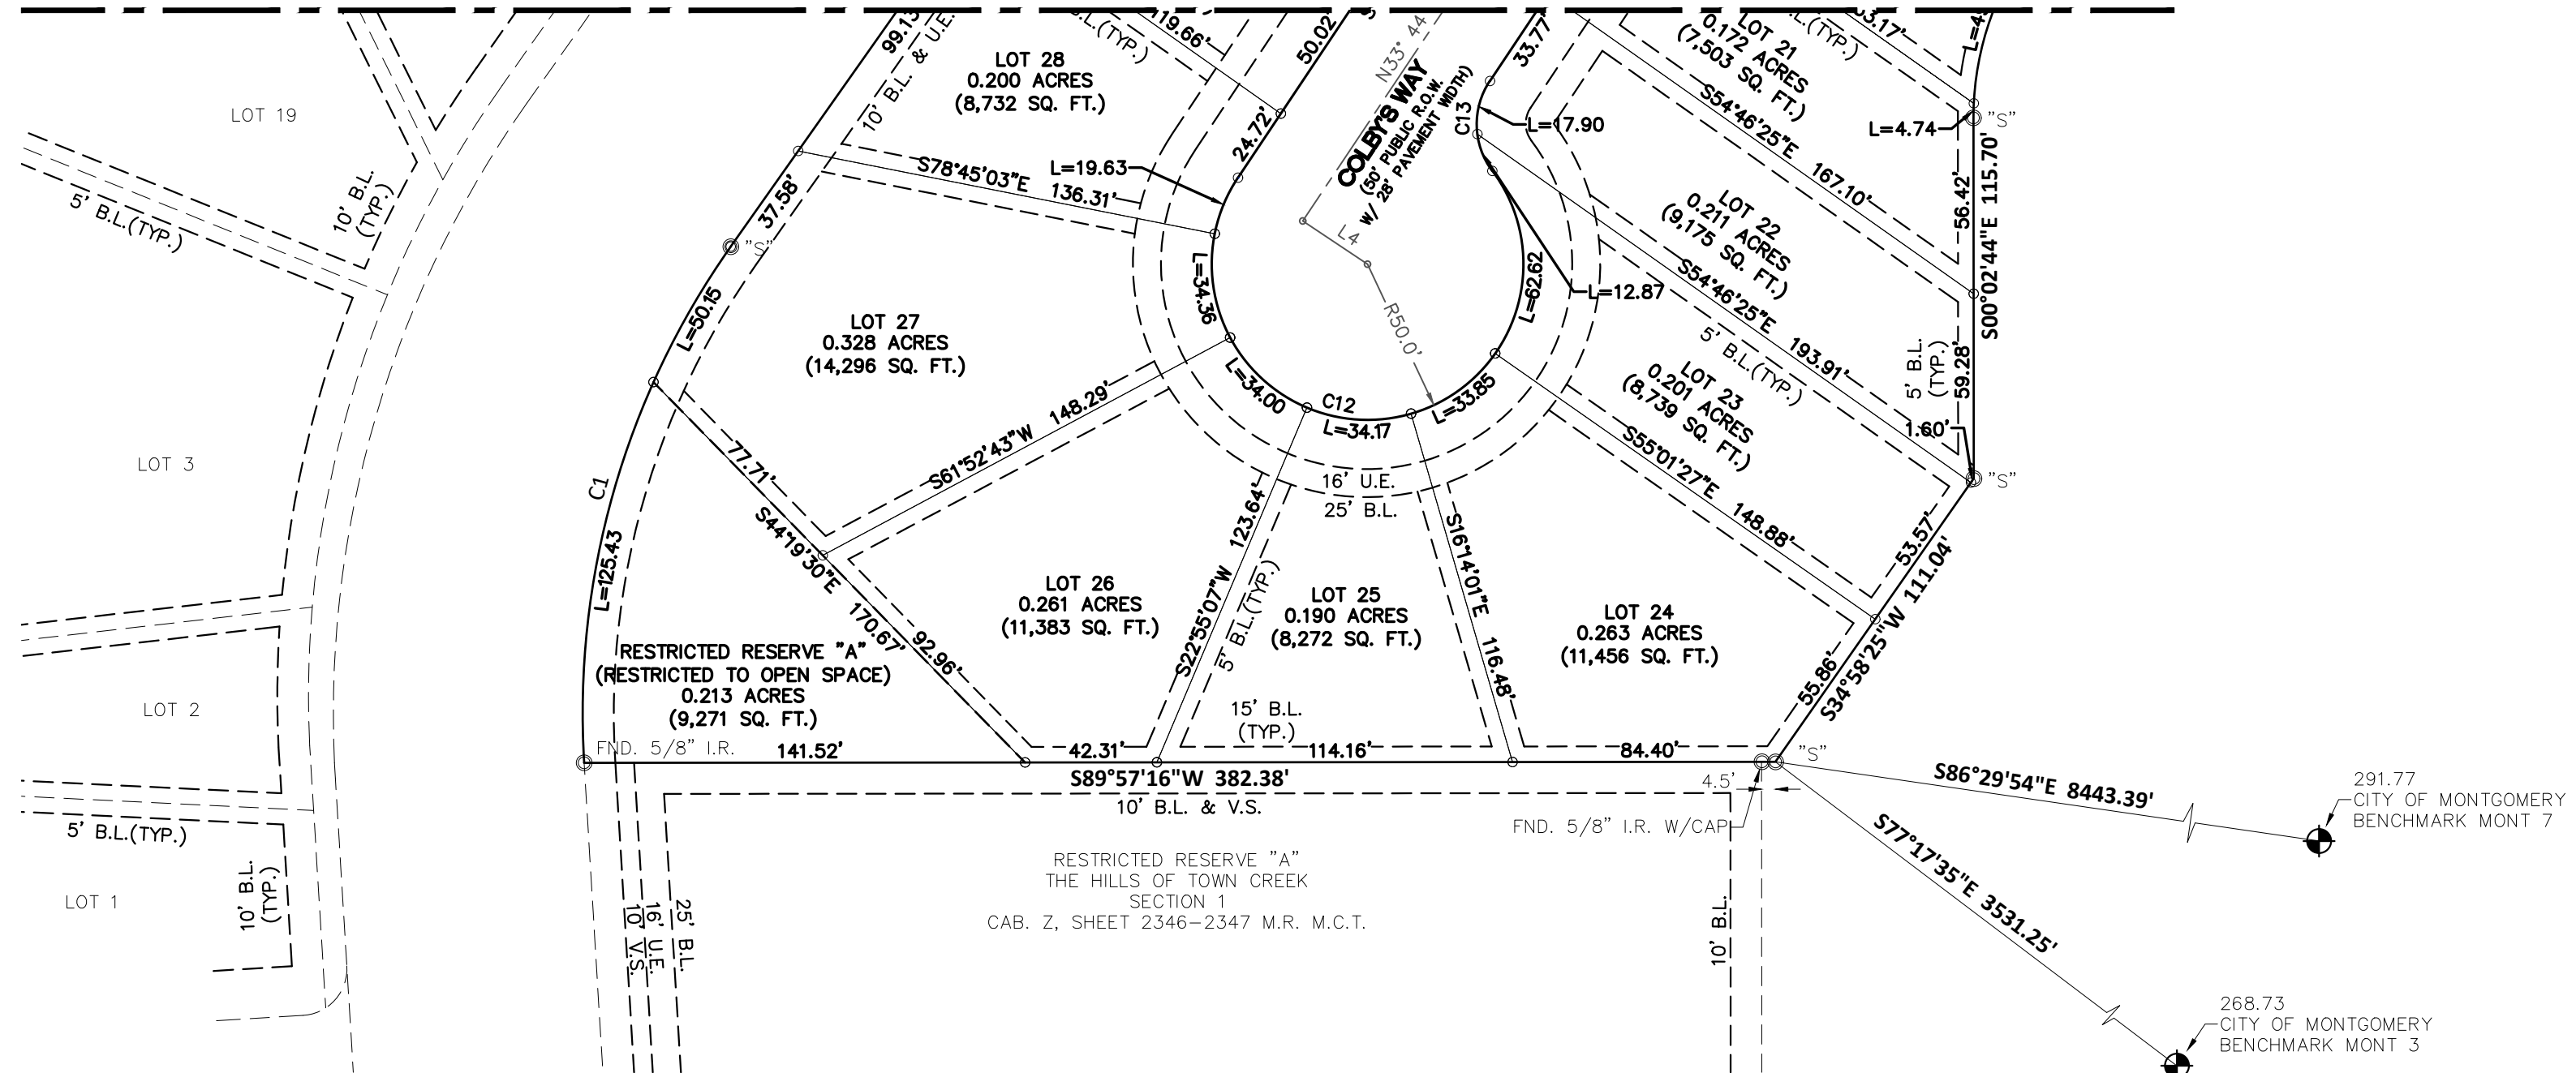 LOT 19
5' B.L.(TYP.)
10' B.L.
(TYP.)
LOT 3
LOT 2
5' B.L.(TYP.)
LOT 1
10' B.L.
(TYP.)
99.13
10' B.L. & U.E.
LOT 28
0.200 ACRES
(8,732 SQ. FT.)
B.L.(TYP.)
119.66'
50.02'
24.72'
L=19.63
S78°45'03"E
136.31'
37.58'
"S"
L=50.15
LOT 27
0.328 ACRES
(14,296 SQ. FT.)
L=34.36
N33° 44
COLBY'S WAY
(50' PUBLIC R.O.W.
W/ 28' PAVEMENT WIDTH)
L4
R50.0'
33.77'
C13
L=17.90
L=12.87
L=62.62
L=34.00
C12
L=34.17
L=33.85
16' U.E.
25' B.L.
LOT 21
0.172 ACRES
(7,503 SQ. FT.)
(TYP.)
S54°46'25"E
167.10'
L=4.74
"S"
56.42'
S00°02'44"E 115.70'
LOT 22
0.211 ACRES
(9,175 SQ. FT.)
S54°46'25"E
193.91'
5' B.L.(TYP.)
5' B.L.
(TYP.)
59.28'
1.60'
"S"
LOT 23
0.201 ACRES
(8,739 SQ. FT.)
S55°01'27"E
148.88'
53.57'
S34°58'25"W 111.04'
55.86'
C1
L=125.43
77.71'
S44°19'30"E
170.67'
92.96'
S61°52'43"W 148.29'
RESTRICTED RESERVE "A"
(RESTRICTED TO OPEN SPACE)
0.213 ACRES
(9,271 SQ. FT.)
LOT 26
0.261 ACRES
(11,383 SQ. FT.)
S22°55'07"W
123.64'
5' B.L.(TYP.)
LOT 25
0.190 ACRES
(8,272 SQ. FT.)
15' B.L.
(TYP.)
S16°14'01"E
116.48'
LOT 24
0.263 ACRES
(11,456 SQ. FT.)
FND. 5/8" I.R.
141.52'
42.31'
114.16'
84.40'
"S"
S89°57'16"W 382.38'
10' B.L. & V.S.
4.5'
FND. 5/8" I.R. W/CAP
S86°29'54"E 8443.39'
291.77
CITY OF MONTGOMERY
BENCHMARK MONT 7
S77°17'35"E 3531.25'
268.73
CITY OF MONTGOMERY
BENCHMARK MONT 3
RESTRICTED RESERVE "A"
THE HILLS OF TOWN CREEK
SECTION 1
CAB. Z, SHEET 2346-2347 M.R. M.C.T.
10' V.S.
16' U.E.
25' B.L.
10' B.L.